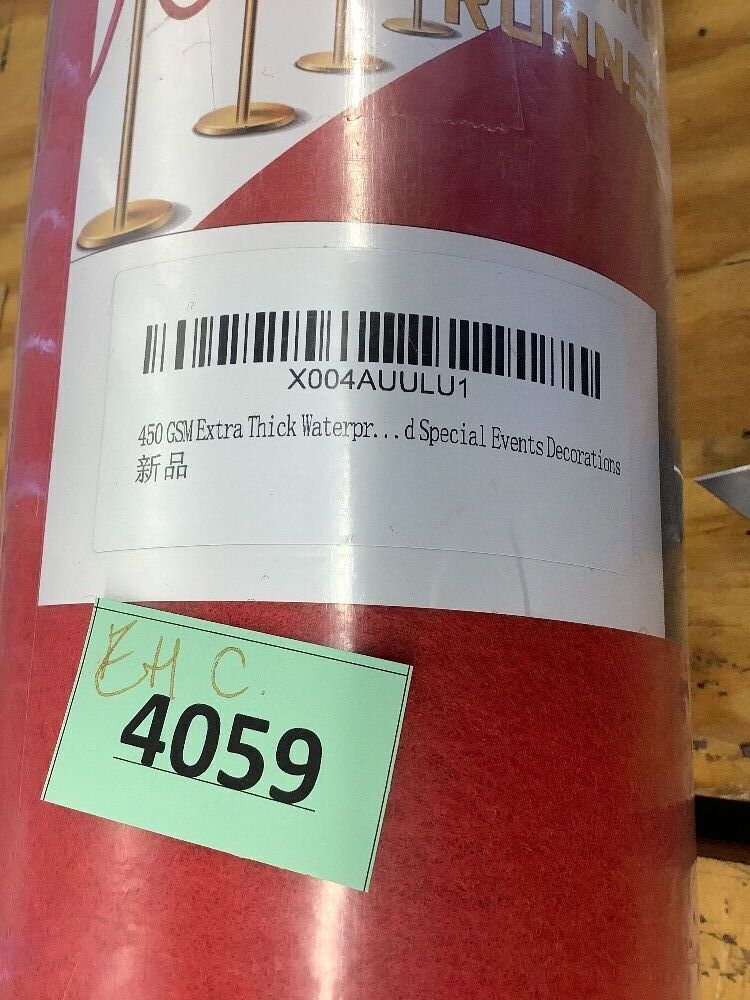 RUNNE
X004AUULU1
450 GSM Extra Thick Waterpr...d Special Events Decorations
新品
EH C.
4059